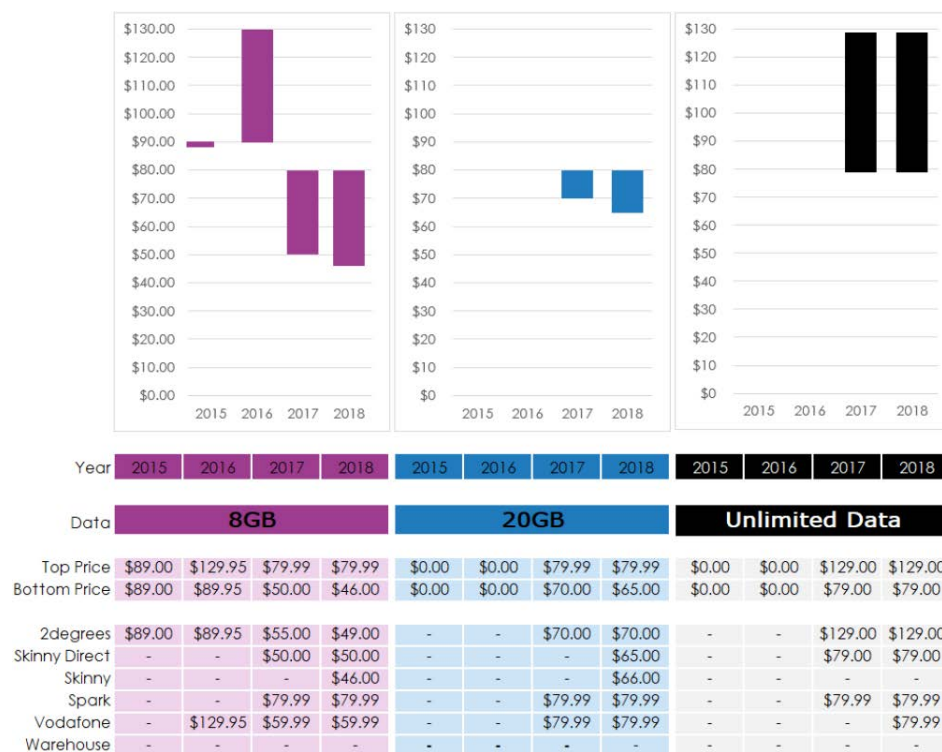 $130.00 $130 $130
$120.00 $120 $120
$110.00 $110 $110
$100.00 $100 $100
$90.00 $90 $90
$80.00 $80 $80
$70.00 $70 $70
$60.00 $60 $60
$50.00 $50 $50
$40.00 $40 $40
$30.00 $30 $30
$20.00 $20 $20
$10.00 $10 $10
$0.00 $0 $0
2015 2016 2017 2018 2015 2016 2017 2018 2015 2016 2017 2018
Year 2015 2016 2017 2018 2015 2016 2017 2018 2015 2016 2017 2018
Data 8GB 20GB Unlimited Data
Top Price $89.00 $129.95 $79.99 $79.99 $0.00 $0.00 $79.99 $79.99 $0.00 $0.00 $129.00 $129.00
Bottom Price $89.00 $89.95 $50.00 $46.00 $0.00 $0.00 $70.00 $65.00 $0.00 $0.00 $79.00 $79.00
2degrees $89.00 $89.95 $55.00 $49.00 - - $70.00 $70.00 - - $129.00 $129.00
Skinny Direct - - $50.00 $50.00 - - - $65.00 - - $79.00 $79.00
Skinny - - - $46.00 - - - $66.00 - - - -
Spark - - $79.99 $79.99 - - $79.99 $79.99 - - $79.99 $79.99
Vodafone - $129.95 $59.99 $59.99 - - $79.99 $79.99 - - - $79.99
Warehouse - - - - - - - - - - - -